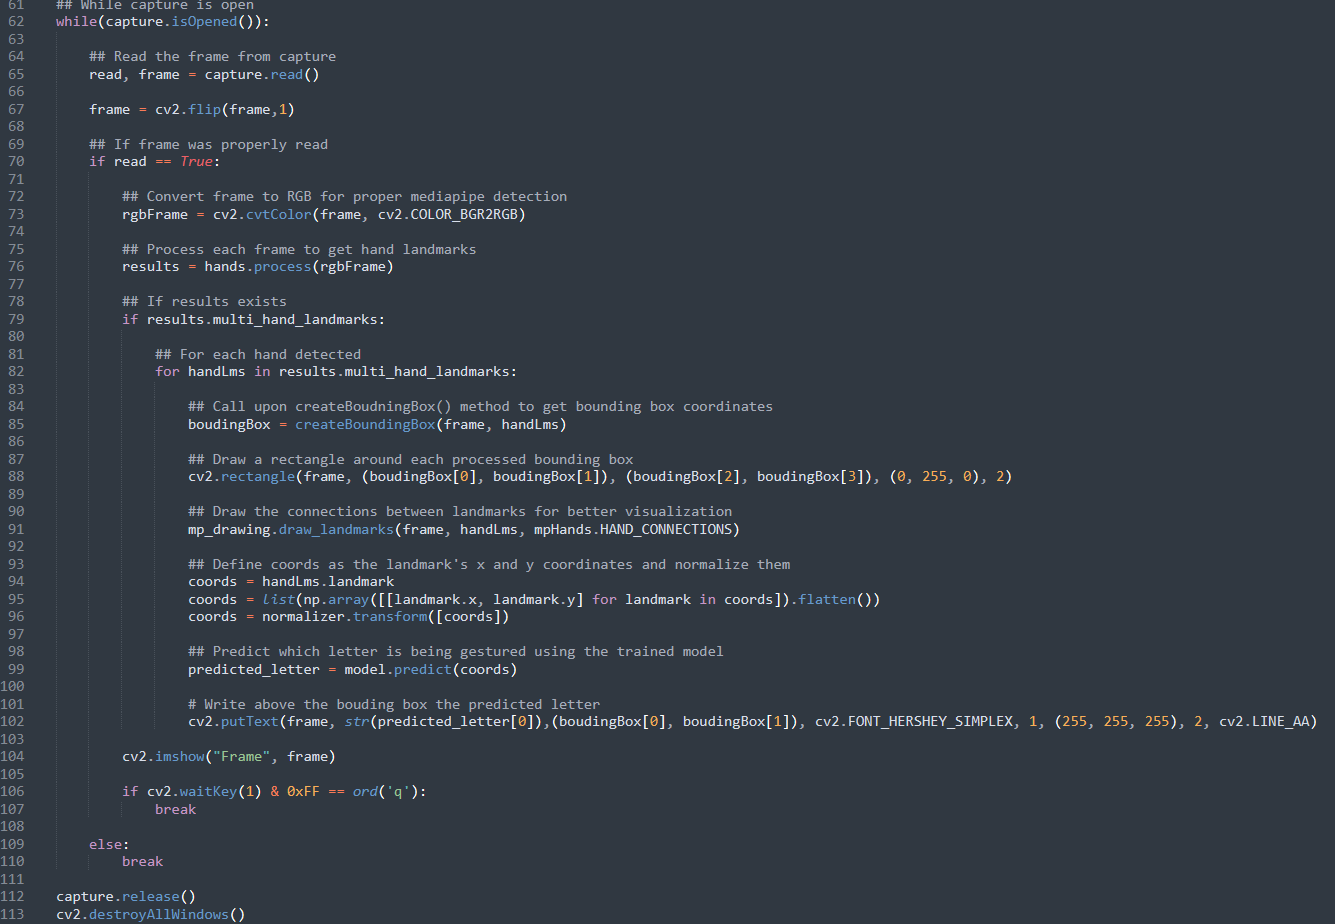 61 ## While capture is open
62 while(capture.isOpened()):
63
64 ## Read the frame from capture
65 read, frame = capture.read()
66
67 frame = cv2.flip(frame,1)
68
69 ## If frame was properly read
70 if read == True:
71
72 ## Convert frame to RGB for proper mediapipe detection
73 rgbFrame = cv2.cvtColor(frame, cv2.COLOR_BGR2RGB)
74
75 ## Process each frame to get hand landmarks
76 results = hands.process(rgbFrame)
77
78 ## If results exists
79 if results.multi_hand_landmarks:
80
81 ## For each hand detected
82 for handLms in results.multi_hand_landmarks:
83
84 ## Call upon createBoudningBox() method to get bounding box coordinates
85 boudingBox = createBoundingBox(frame, handLms)
86
87 ## Draw a rectangle around each processed bounding box
88 cv2.rectangle(frame, (boudingBox[0], boudingBox[1]), (boudingBox[2], boudingBox[3]), (0, 255, 0), 2)
89
90 ## Draw the connections between landmarks for better visualization
91 mp_drawing.draw_landmarks(frame, handLms, mpHands.HAND_CONNECTIONS)
92
93 ## Define coords as the landmark's x and y coordinates and normalize them
94 coords = handLms.landmark
95 coords = list(np.array([[landmark.x, landmark.y] for landmark in coords]).flatten())
96 coords = normalizer.transform([coords])
97
98 ## Predict which letter is being gestured using the trained model
99 predicted_letter = model.predict(coords)
100
101 # Write above the bouding box the predicted letter
102 cv2.putText(frame, str(predicted_letter[0]),(boudingBox[0], boudingBox[1]), cv2.FONT_HERSHEY_SIMPLEX, 1, (255, 255, 255), 2, cv2.LINE_AA)
103
104 cv2.imshow("Frame", frame)
105
106 if cv2.waitKey(1) & 0xFF == ord('q'):
107 break
108
109 else:
110 break
111
112 capture.release()
113 cv2.destroyAllWindows()